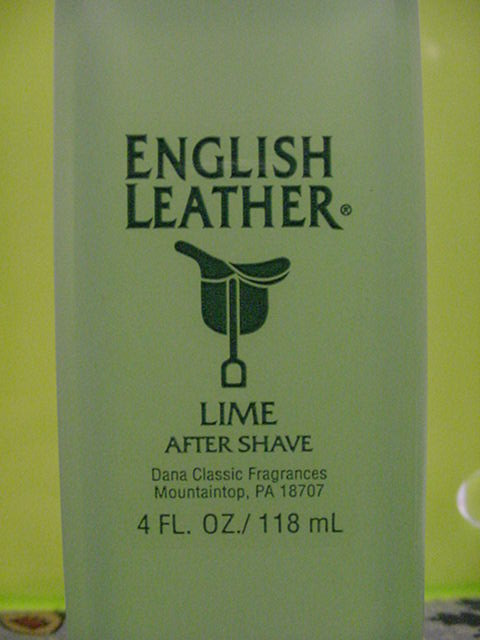 ENGLISH
LEATHER®
LIME
AFTER SHAVE
Dana Classic Fragrances
Mountaintop, PA 18707
4 FL. OZ./ 118 mL